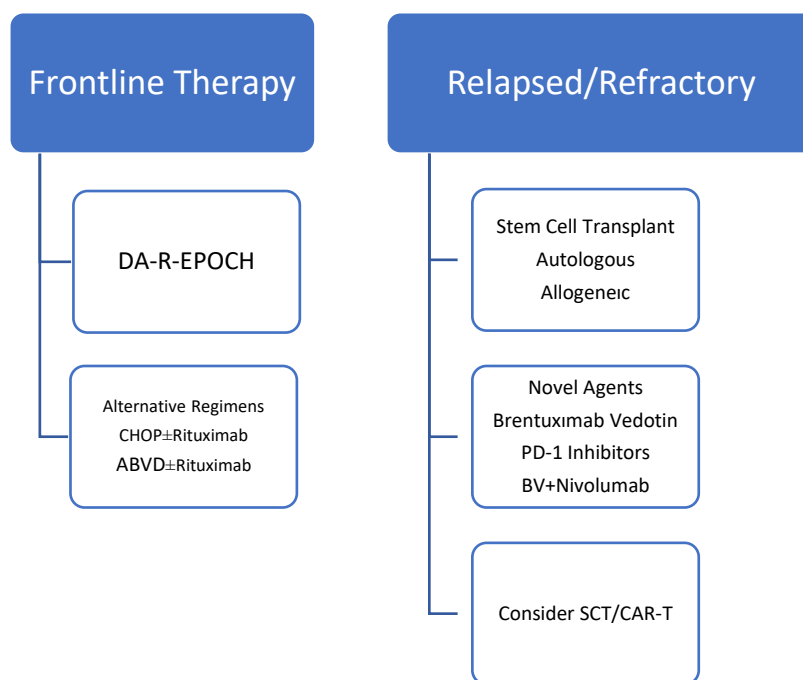 Frontline Therapy
DA-R-EPOCH
Alternative Regimens
CHOP±Rituximab
ABVD±Rituximab
Relapsed/Refractory
Stem Cell Transplant
Autologous
Allogeneıc
Novel Agents
Brentuxımab Vedotin
PD-1 Inhibitors
BV+Nivolumab
Consider SCT/CAR-T